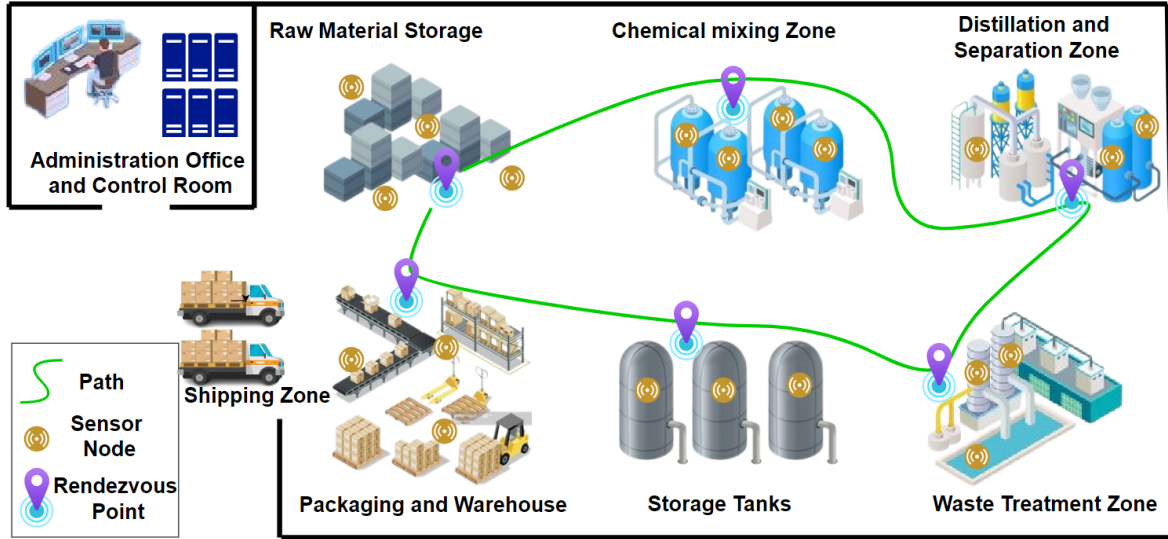 Raw Material Storage
Chemical mixing Zone
Distillation and
Separation Zone
Administration Office
and Control Room
Shipping Zone
Path
Sensor
Node
Rendezvous
Point
Packaging and Warehouse
Storage Tanks
Waste Treatment Zone